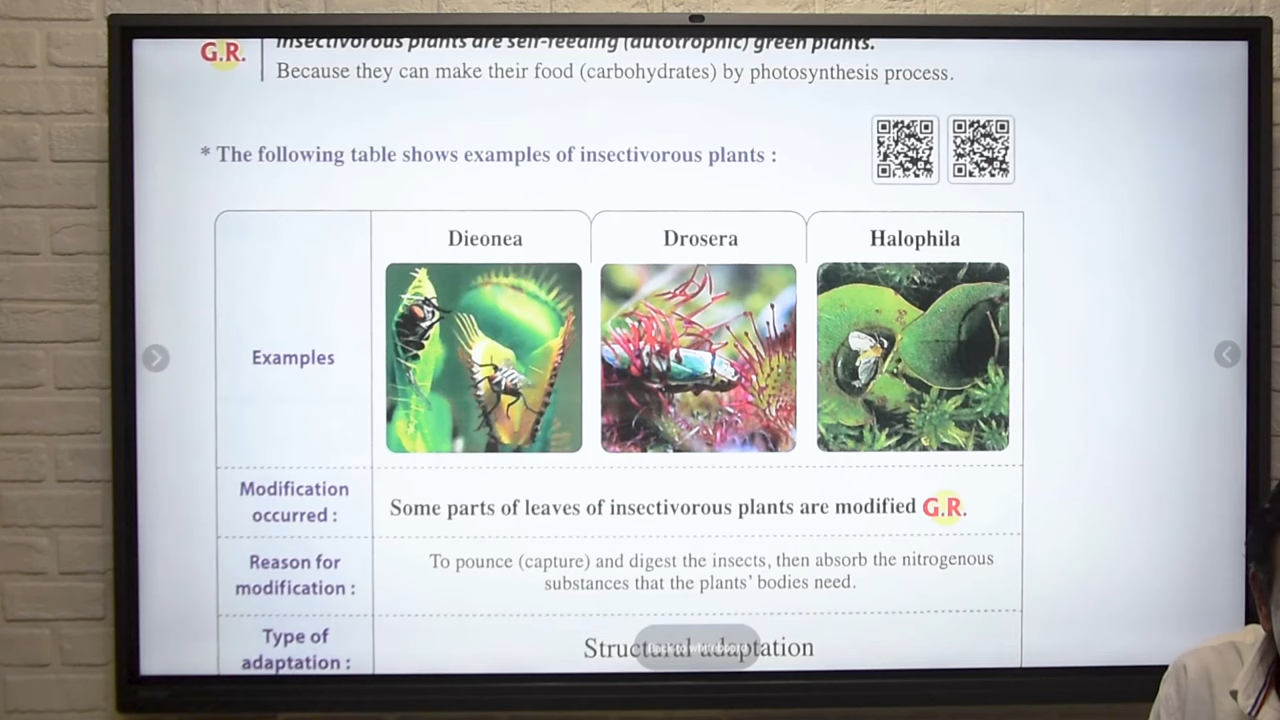 G.R.
Insectivorous plants are self-feeding (autotrophic) green plants.
Because they can make their food (carbohydrates) by photosynthesis process.
* The following table shows examples of insectivorous plants :
Dieonea
Drosera
Halophila
Examples
Modification
occurred :
Some parts of leaves of insectivorous plants are modified G.R.
Reason for
modification :
To pounce (capture) and digest the insects, then absorb the nitrogenous
substances that the plants' bodies need.
Type of
adaptation :
Structural adaptation
Back to whiteboard